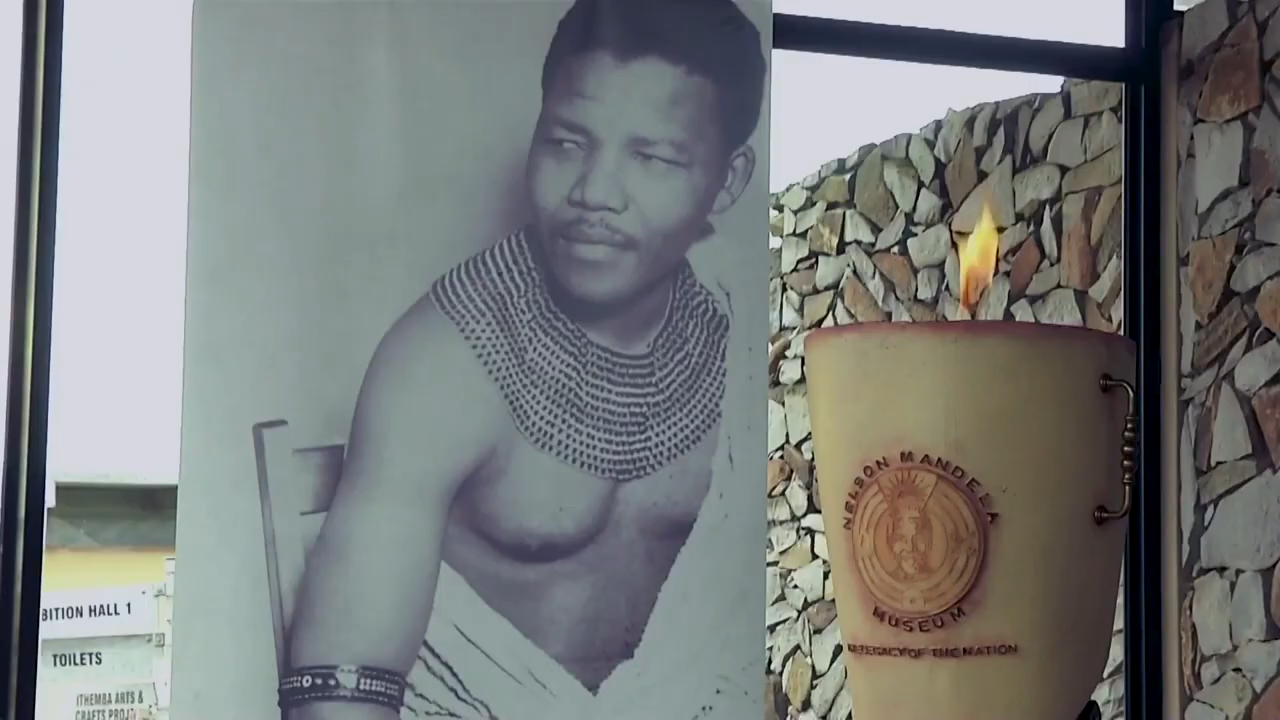 BITION HALL 1
TOILETS
ITHEMBA ARTS &
CRAFTS PROJ
NELSON MANDELA
MUSEUM
LEGACY OF THE NATION